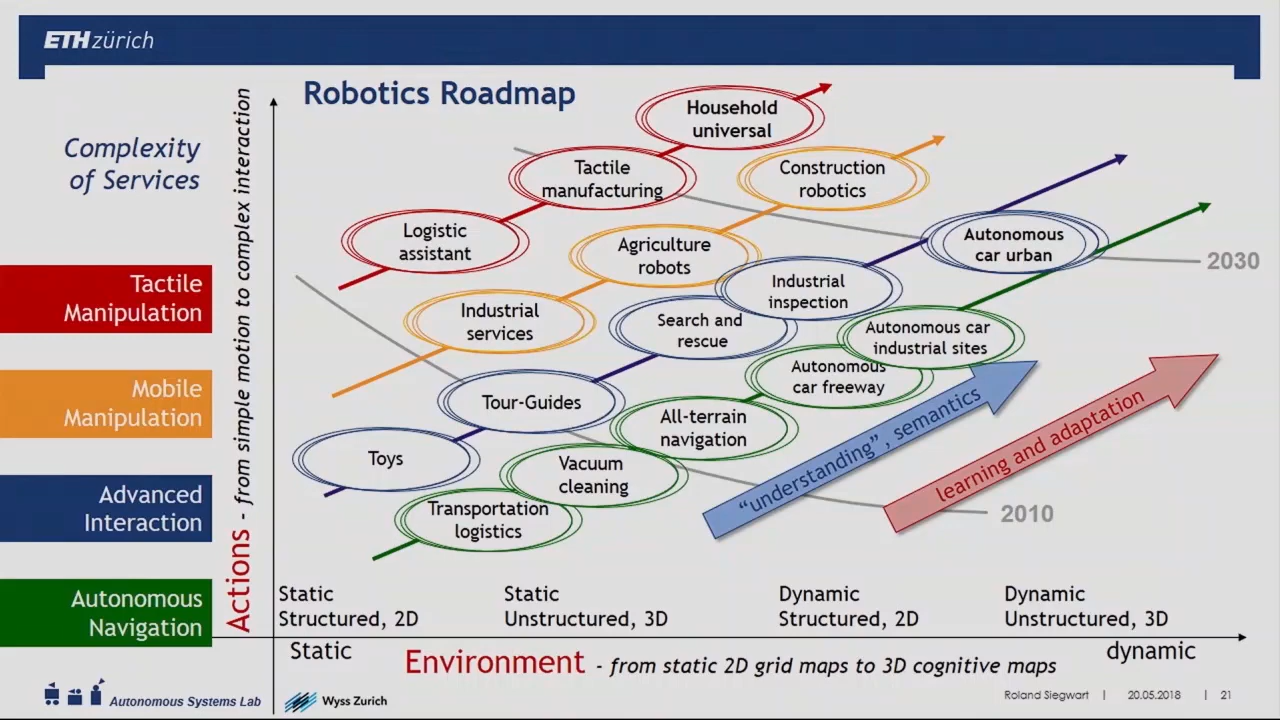 ETH zürich
Robotics Roadmap
Complexity
of Services
Tactile
Manipulation
Mobile
Manipulation
Advanced
Interaction
Autonomous
Navigation
Actions - from simple motion to complex interaction
Household
universal
Tactile
manufacturing
Construction
robotics
Logistic
assistant
Agriculture
robots
Autonomous
car urban
2030
Industrial
inspection
Industrial
services
Search and
rescue
Autonomous car
industrial sites
Autonomous
car freeway
Tour-Guides
All-terrain
navigation
Toys
Vacuum
cleaning
Transportation
logistics
"understanding", semantics
learning and adaptation
2010
Static
Structured, 2D
Static
Unstructured, 3D
Dynamic
Structured, 2D
Dynamic
Unstructured, 3D
Static
dynamic
Environment - from static 2D grid maps to 3D cognitive maps
Autonomous Systems Lab
Wyss Zurich
Roland Siegwart | 20.05.2018 | 21